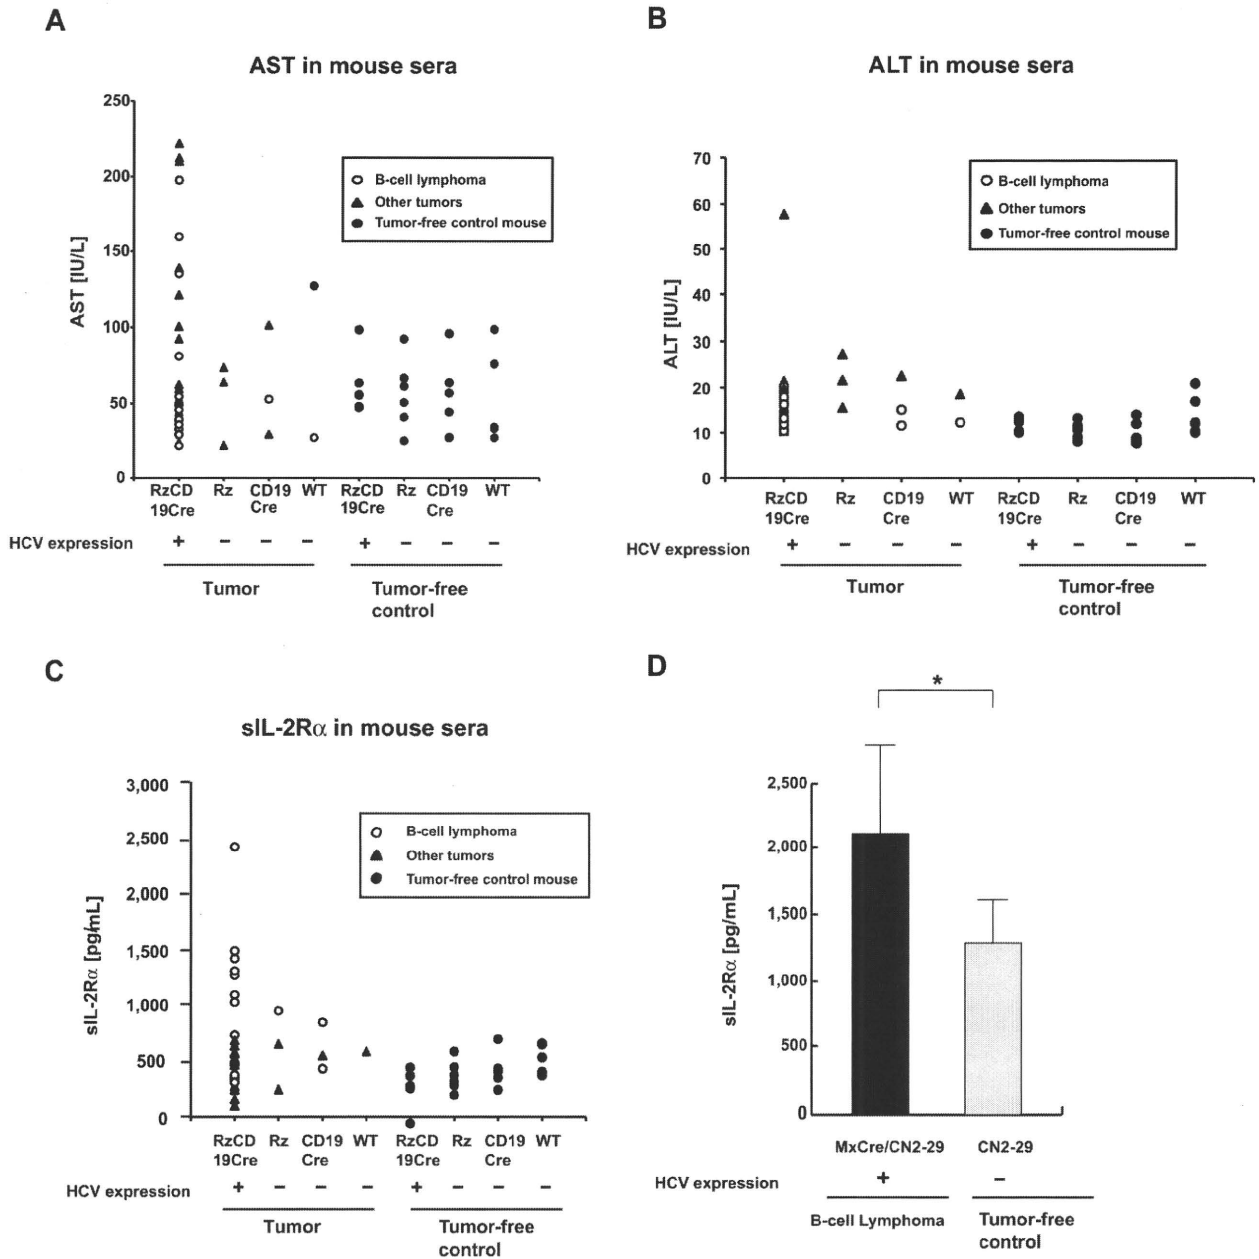 A
AST in mouse sera
AST [IU/L]
250
200
150
100
50
0
B-cell lymphoma
Other tumors
Tumor-free control mouse
RzCD Rz CD19 WT RzCD Rz CD19 WT
19Cre Cre 19Cre Cre
HCV expression + − − − + − − −
Tumor Tumor-free
control
B
ALT in mouse sera
ALT [IU/L]
70
60
50
40
30
20
10
0
B-cell lymphoma
Other tumors
Tumor-free control mouse
RzCD Rz CD19 WT RzCD Rz CD19 WT
19Cre Cre 19Cre Cre
HCV expression + − − − + − − −
Tumor Tumor-free
control
C
sIL-2Rα in mouse sera
sIL-2Rα [pg/mL]
3,000
2,500
2,000
1,500
1,000
500
0
B-cell lymphoma
Other tumors
Tumor-free control mouse
RzCD Rz CD19 WT RzCD Rz CD19 WT
19Cre Cre 19Cre Cre
HCV expression + − − − + − − −
Tumor Tumor-free
control
D
*
sIL-2Rα [pg/mL]
2,500
2,000
1,500
1,000
500
0
MxCre/CN2-29 CN2-29
HCV expression + −
B-cell Lymphoma Tumor-free
control